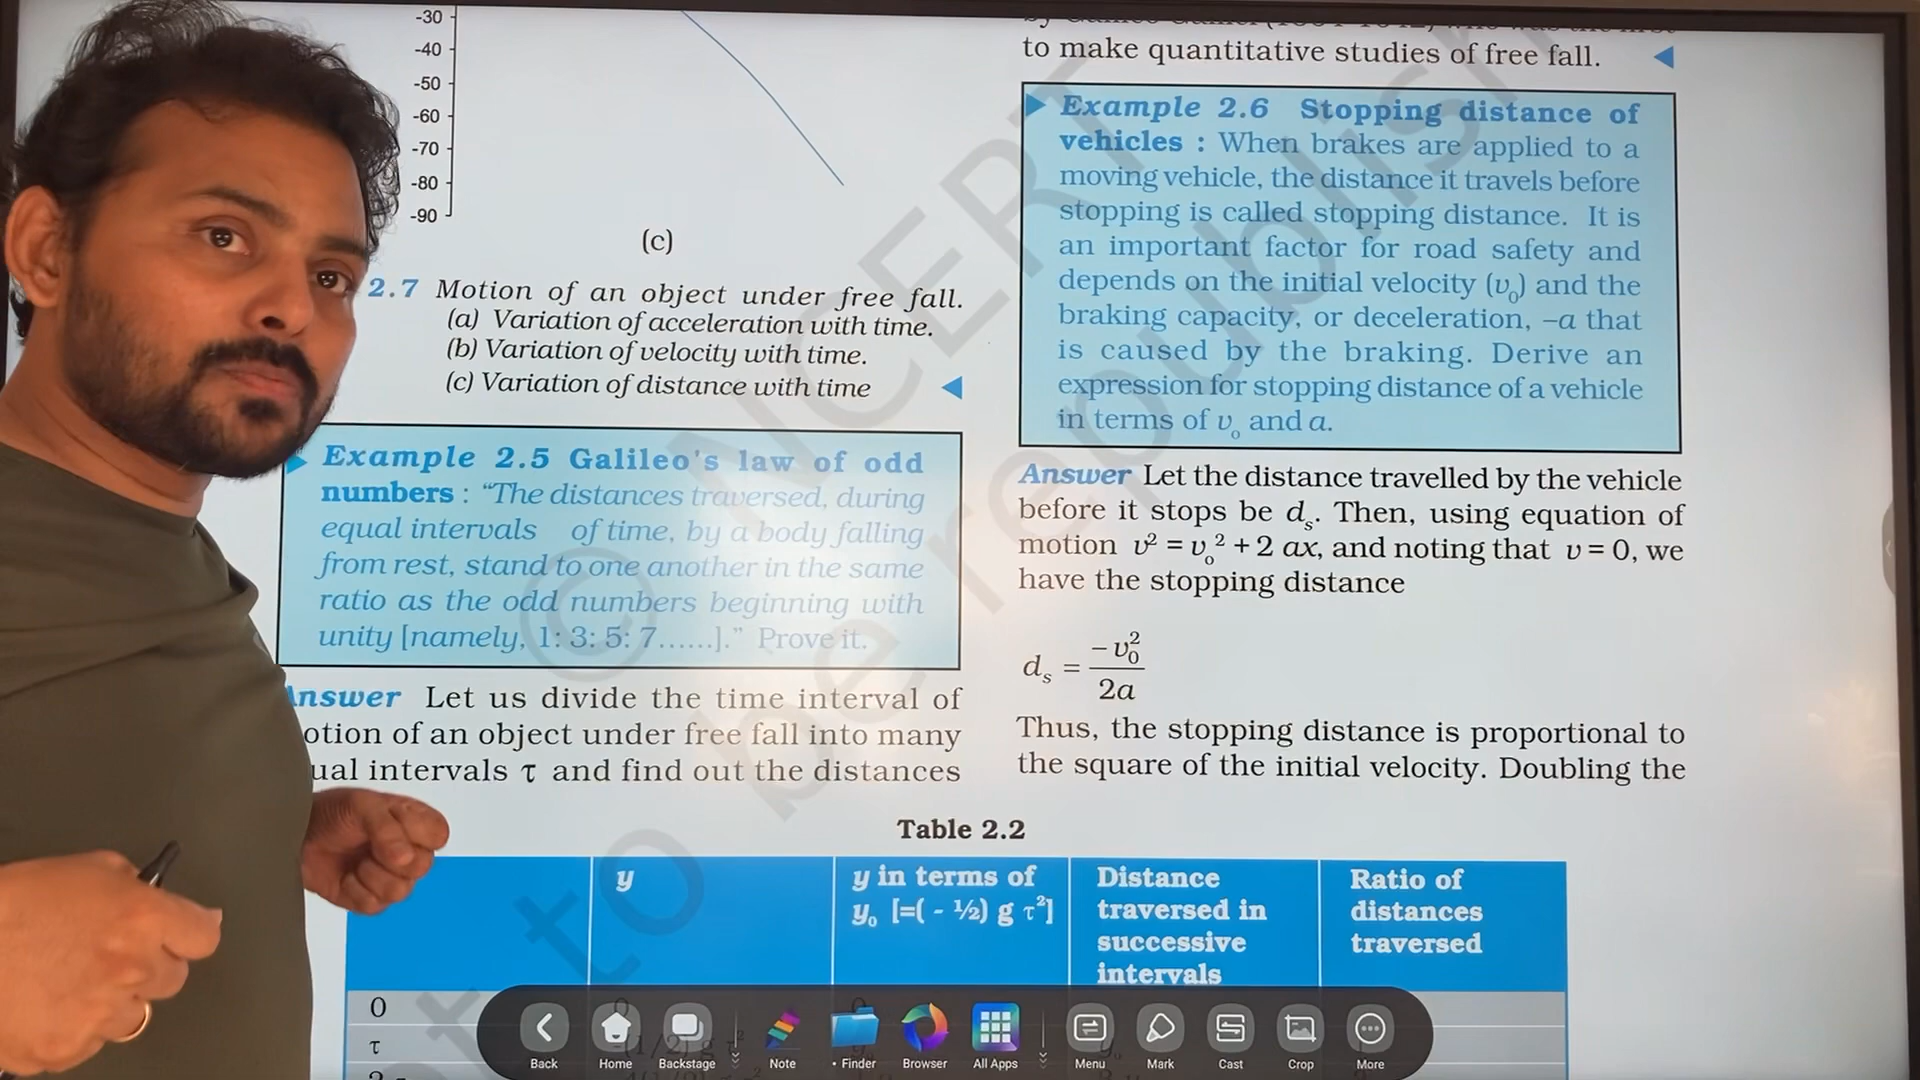 -30
-40
-50
-60
-70
-80
-90
(c)
2.7 Motion of an object under free fall.
(a) Variation of acceleration with time.
(b) Variation of velocity with time.
(c) Variation of distance with time
Example 2.5 Galileo's law of odd
numbers : “The distances traversed, during
equal intervals of time, by a body falling
from rest, stand to one another in the same
ratio as the odd numbers beginning with
unity [namely, 1: 3: 5: 7......].” Prove it.
Answer Let us divide the time interval of
otion of an object under free fall into many
ual intervals τ and find out the distances
to make quantitative studies of free fall.
Example 2.6 Stopping distance of
vehicles : When brakes are applied to a
moving vehicle, the distance it travels before
stopping is called stopping distance. It is
an important factor for road safety and
depends on the initial velocity (v₀) and the
braking capacity, or deceleration, –a that
is caused by the braking. Derive an
expression for stopping distance of a vehicle
in terms of vₒ and a.
Answer Let the distance travelled by the vehicle
before it stops be dₛ. Then, using equation of
motion v² = vₒ² + 2 ax, and noting that v = 0, we
have the stopping distance
dₛ = – v₀² / 2a
Thus, the stopping distance is proportional to
the square of the initial velocity. Doubling the
Table 2.2
y
y in terms of
y₀ [=( - ½) g τ²]
Distance
traversed in
successive
intervals
Ratio of
distances
traversed
0
τ
© NCERT
not to be republish
Back
Home
Backstage
Note
Finder
Browser
All Apps
Menu
Mark
Cast
Crop
More